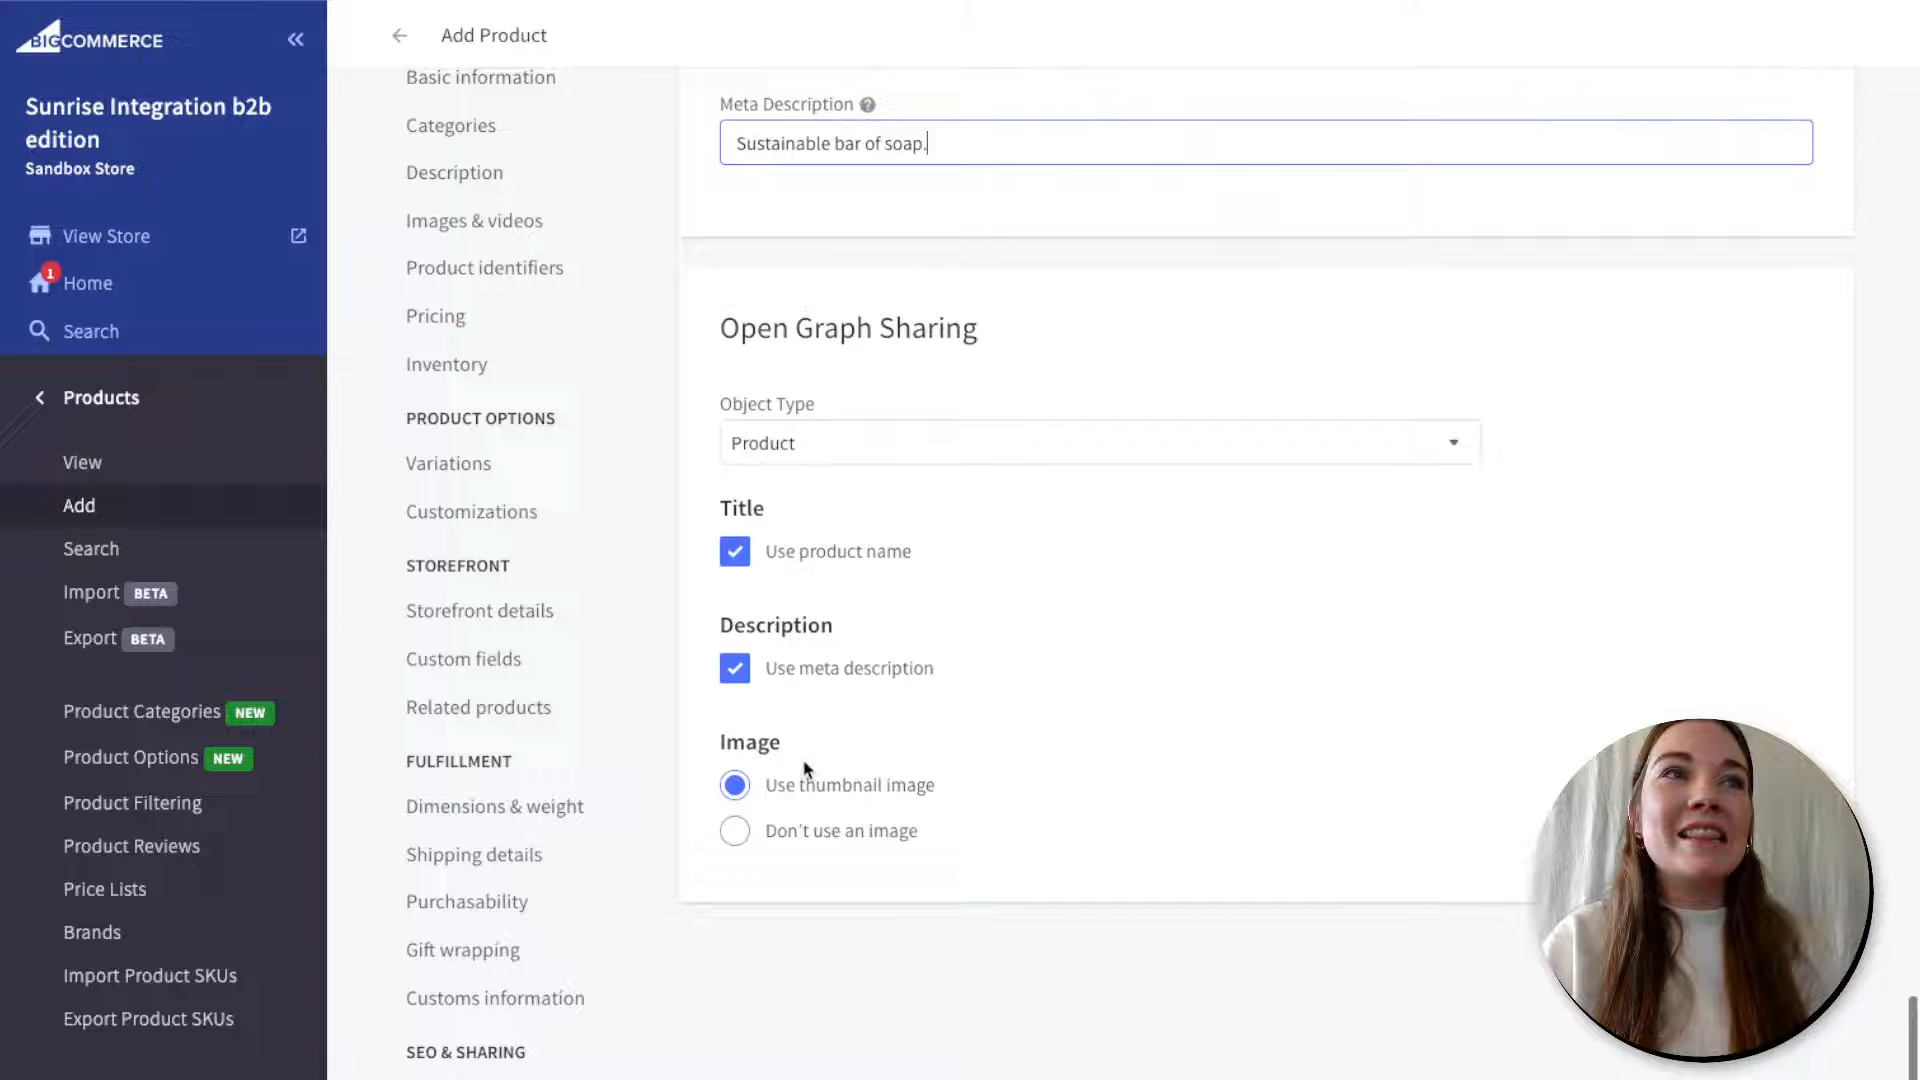 BIGCOMMERCE
Sunrise Integration b2b
edition
Sandbox Store
View Store
1
Home
Search
Products
View
Add
Search
Import BETA
Export BETA
Product Categories NEW
Product Options NEW
Product Filtering
Product Reviews
Price Lists
Brands
Import Product SKUs
Export Product SKUs
Add Product
Basic information
Categories
Description
Images & videos
Product identifiers
Pricing
Inventory
PRODUCT OPTIONS
Variations
Customizations
STOREFRONT
Storefront details
Custom fields
Related products
FULFILLMENT
Dimensions & weight
Shipping details
Purchasability
Gift wrapping
Customs information
SEO & SHARING
Meta Description ?
Sustainable bar of soap.
Open Graph Sharing
Object Type
Product
Title
Use product name
Description
Use meta description
Image
Use thumbnail image
Don't use an image